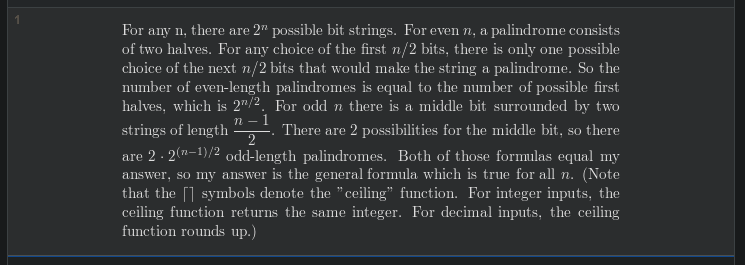 1
For any n, there are 2^n possible bit strings. For even n, a palindrome consists
of two halves. For any choice of the first n/2 bits, there is only one possible
choice of the next n/2 bits that would make the string a palindrome. So the
number of even-length palindromes is equal to the number of possible first
halves, which is 2^{n/2}. For odd n there is a middle bit surrounded by two
strings of length \frac{n − 1}{2}. There are 2 possibilities for the middle bit, so there
are 2 · 2^{(n−1)/2} odd-length palindromes. Both of those formulas equal my
answer, so my answer is the general formula which is true for all n. (Note
that the ⌈⌉ symbols denote the ”ceiling” function. For integer inputs, the
ceiling function returns the same integer. For decimal inputs, the ceiling
function rounds up.)